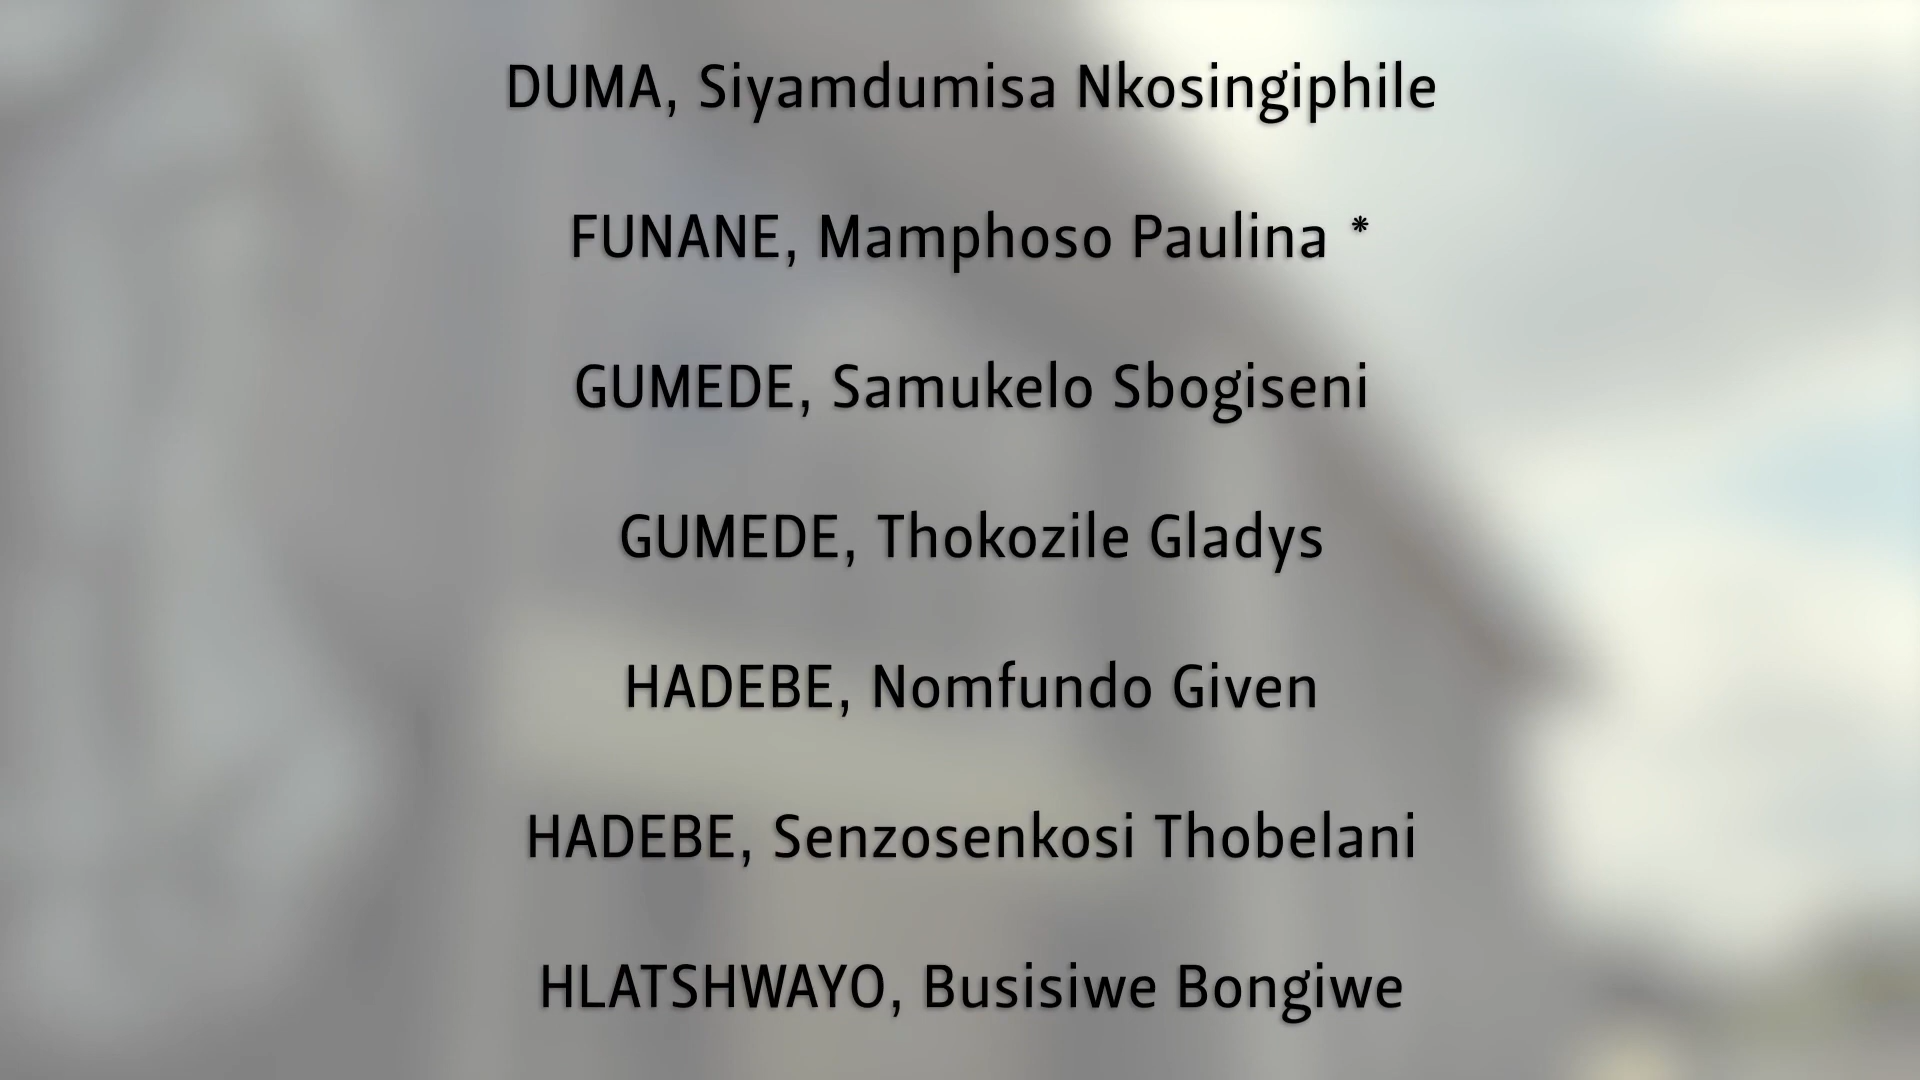 DUMA, Siyamdumisa Nkosingiphile
FUNANE, Mamphoso Paulina *
GUMEDE, Samukelo Sbogiseni
GUMEDE, Thokozile Gladys
HADEBE, Nomfundo Given
HADEBE, Senzosenkosi Thobelani
HLATSHWAYO, Busisiwe Bongiwe